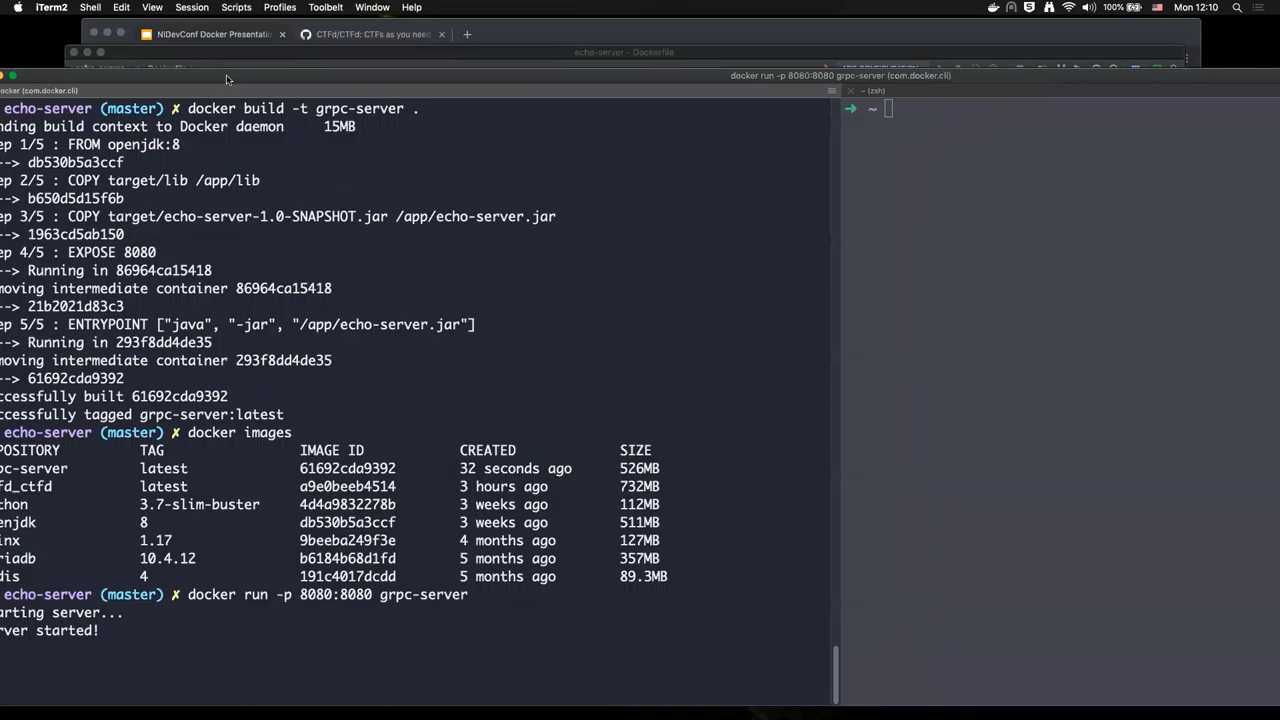 iTerm2 Shell Edit View Session Scripts Profiles Toolbelt Window Help 100% Mon 12:10
NIDevConf Docker Presentatio CTFd/CTFd: CTFs as you need
echo-server – Dockerfile
docker run -p 8080:8080 grpc-server (com.docker.cli)
ocker (com.docker.cli) ~ (zsh)
echo-server (master) ✗ docker build -t grpc-server .
➜ ~
nding build context to Docker daemon 15MB
ep 1/5 : FROM openjdk:8
--> db530b5a3ccf
ep 2/5 : COPY target/lib /app/lib
--> b650d5d15f6b
ep 3/5 : COPY target/echo-server-1.0-SNAPSHOT.jar /app/echo-server.jar
--> 1963cd5ab150
ep 4/5 : EXPOSE 8080
--> Running in 86964ca15418
moving intermediate container 86964ca15418
--> 21b2021d83c3
ep 5/5 : ENTRYPOINT ["java", "-jar", "/app/echo-server.jar"]
--> Running in 293f8dd4de35
moving intermediate container 293f8dd4de35
--> 61692cda9392
ccessfully built 61692cda9392
ccessfully tagged grpc-server:latest
echo-server (master) ✗ docker images
POSITORY TAG IMAGE ID CREATED SIZE
pc-server latest 61692cda9392 32 seconds ago 526MB
fd_ctfd latest a9e0beeb4514 3 hours ago 732MB
thon 3.7-slim-buster 4d4a9832278b 3 weeks ago 112MB
enjdk 8 db530b5a3ccf 3 weeks ago 511MB
inx 1.17 9beeba249f3e 4 months ago 127MB
riadb 10.4.12 b6184b68d1fd 5 months ago 357MB
dis 4 191c4017dcdd 5 months ago 89.3MB
echo-server (master) ✗ docker run -p 8080:8080 grpc-server
arting server...
rver started!